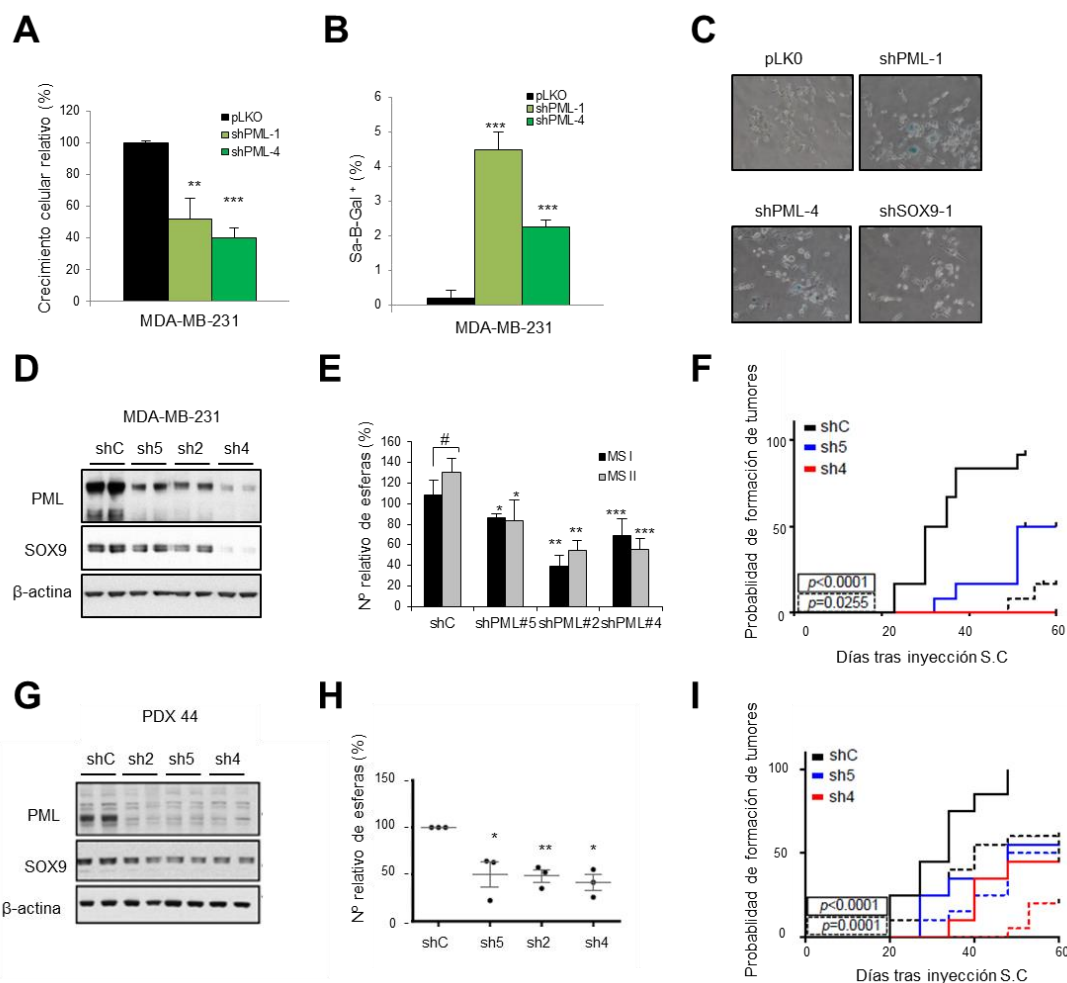 A
Crecimiento celular relativo (%)
120
100
80
60
40
20
0
pLKO
shPML-1
shPML-4
**
***
MDA-MB-231
B
Sa-B-Gal + (%)
6
5
4
3
2
1
0
pLKO
shPML-1
shPML-4
***
***
MDA-MB-231
C
pLK0
shPML-1
shPML-4
shSOX9-1
D
MDA-MB-231
shC sh5 sh2 sh4
PML
SOX9
β-actina
E
Nº relativo de esferas (%)
160
140
120
100
80
60
40
20
0
#
MS I
MS II
*
*
**
**
***
***
shC shPML#5 shPML#2 shPML#4
F
Probablidad de formación de tumores
100
50
0
shC
sh5
sh4
p<0.0001
p=0.0255
0 20 40 60
Días tras inyección S.C
G
PDX 44
shC sh2 sh5 sh4
PML
SOX9
β-actina
H
Nº relativo de esferas (%)
150
100
50
0
*
**
*
shC sh5 sh2 sh4
I
Probablidad de formación de tumores
100
50
0
shC
sh5
sh4
p<0.0001
p=0.0001
0 20 40 60
Días tras inyección S.C